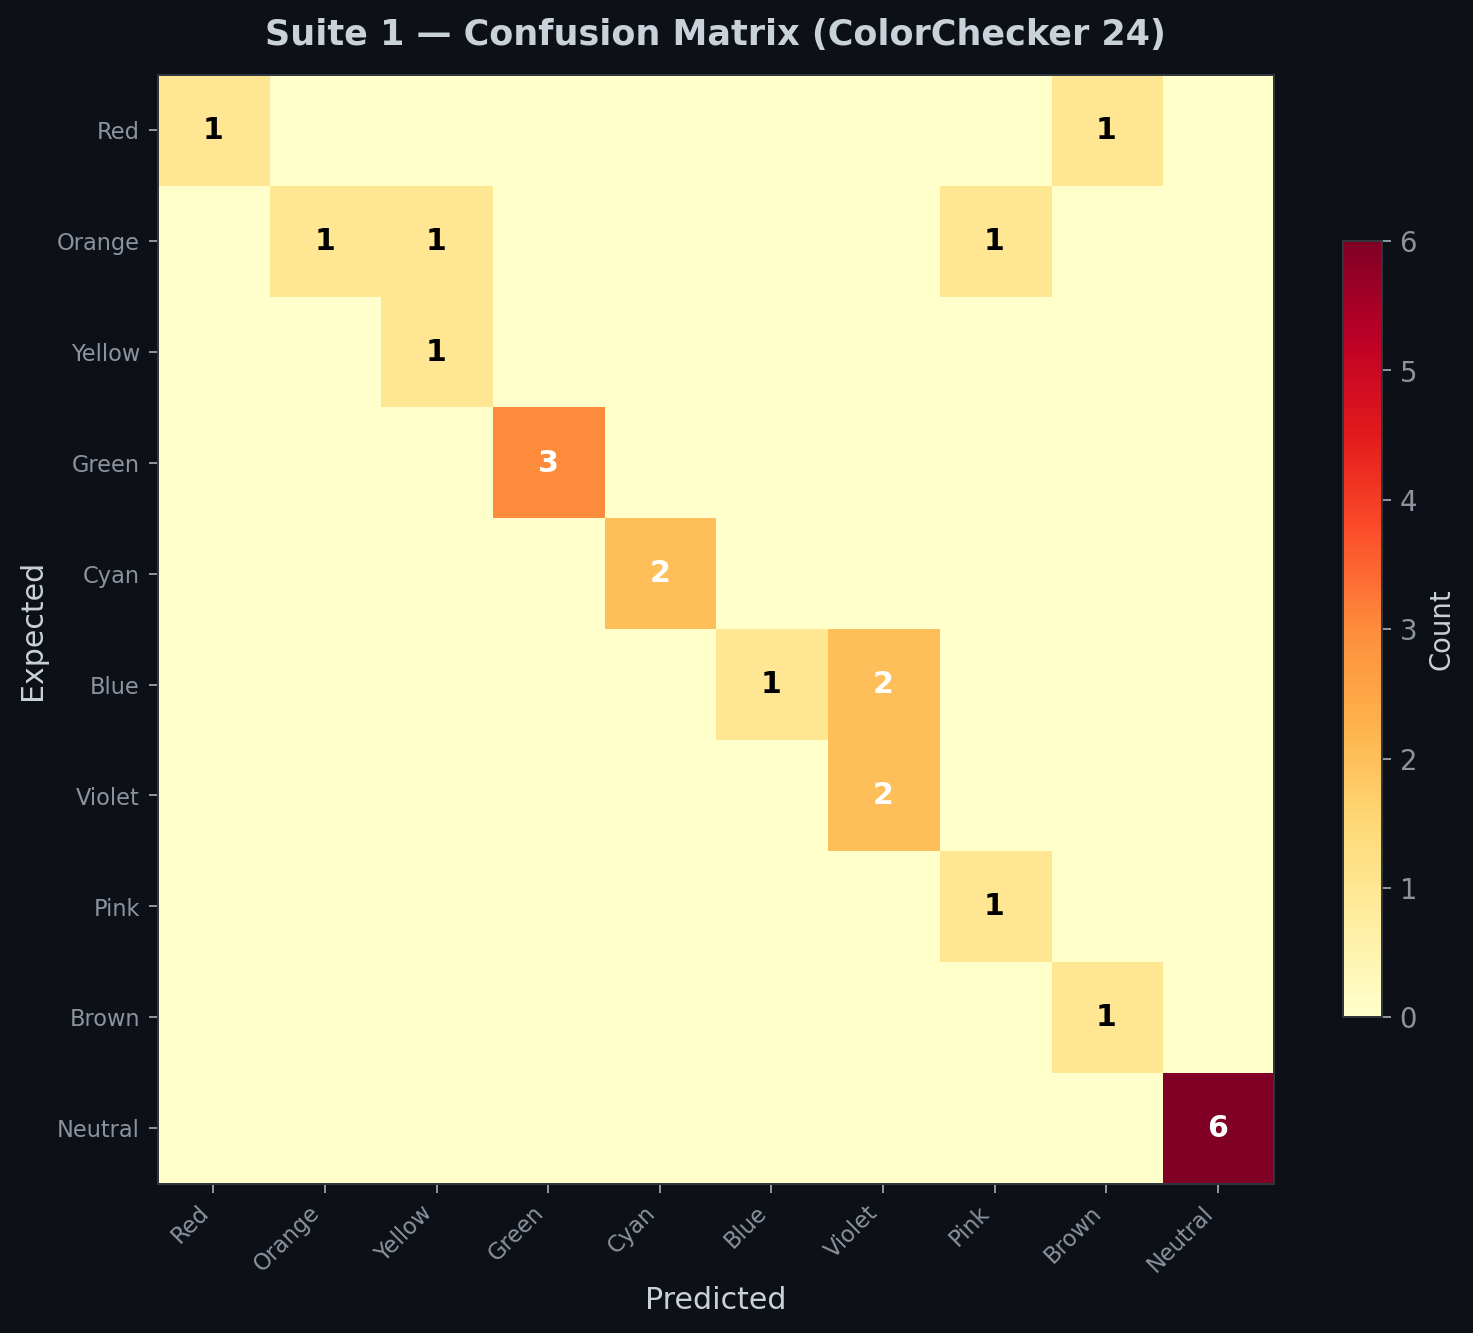 Suite 1 — Confusion Matrix (ColorChecker 24)
Expected
Red 1 1
Orange 1 1 1
Yellow 1
Green 3
Cyan 2
Blue 1 2
Violet 2
Pink 1
Brown 1
Neutral 6
Red Orange Yellow Green Cyan Blue Violet Pink Brown Neutral
Predicted
6
5
4
3
2
1
0
Count